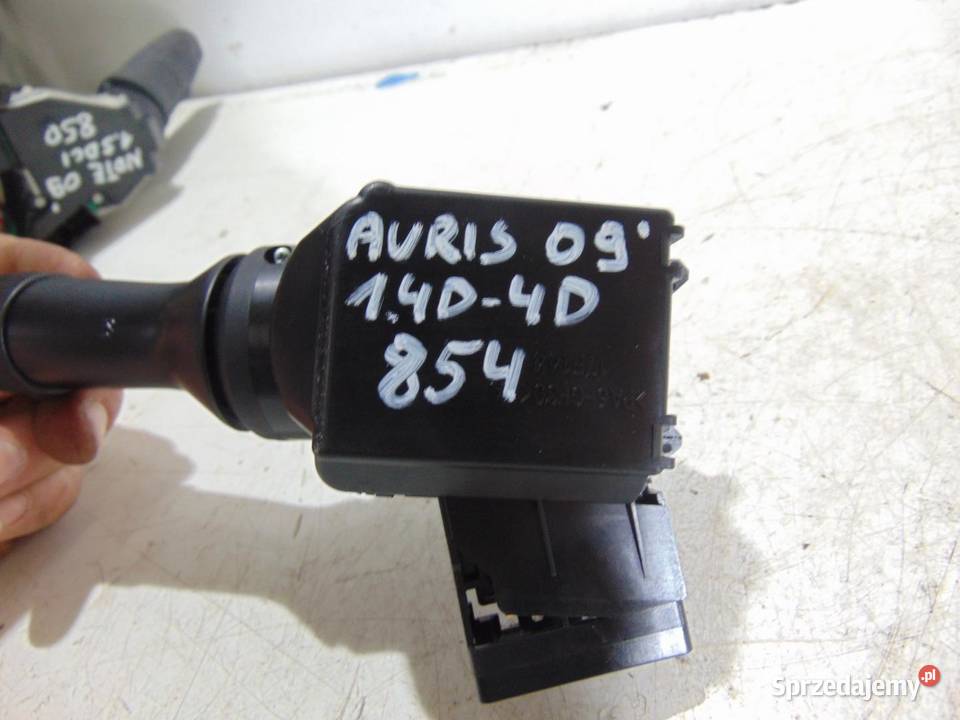 AURIS 09'
1.4D-4D
854
NOTE 09'
1.5DCI
850
Sprzedajemy.pl